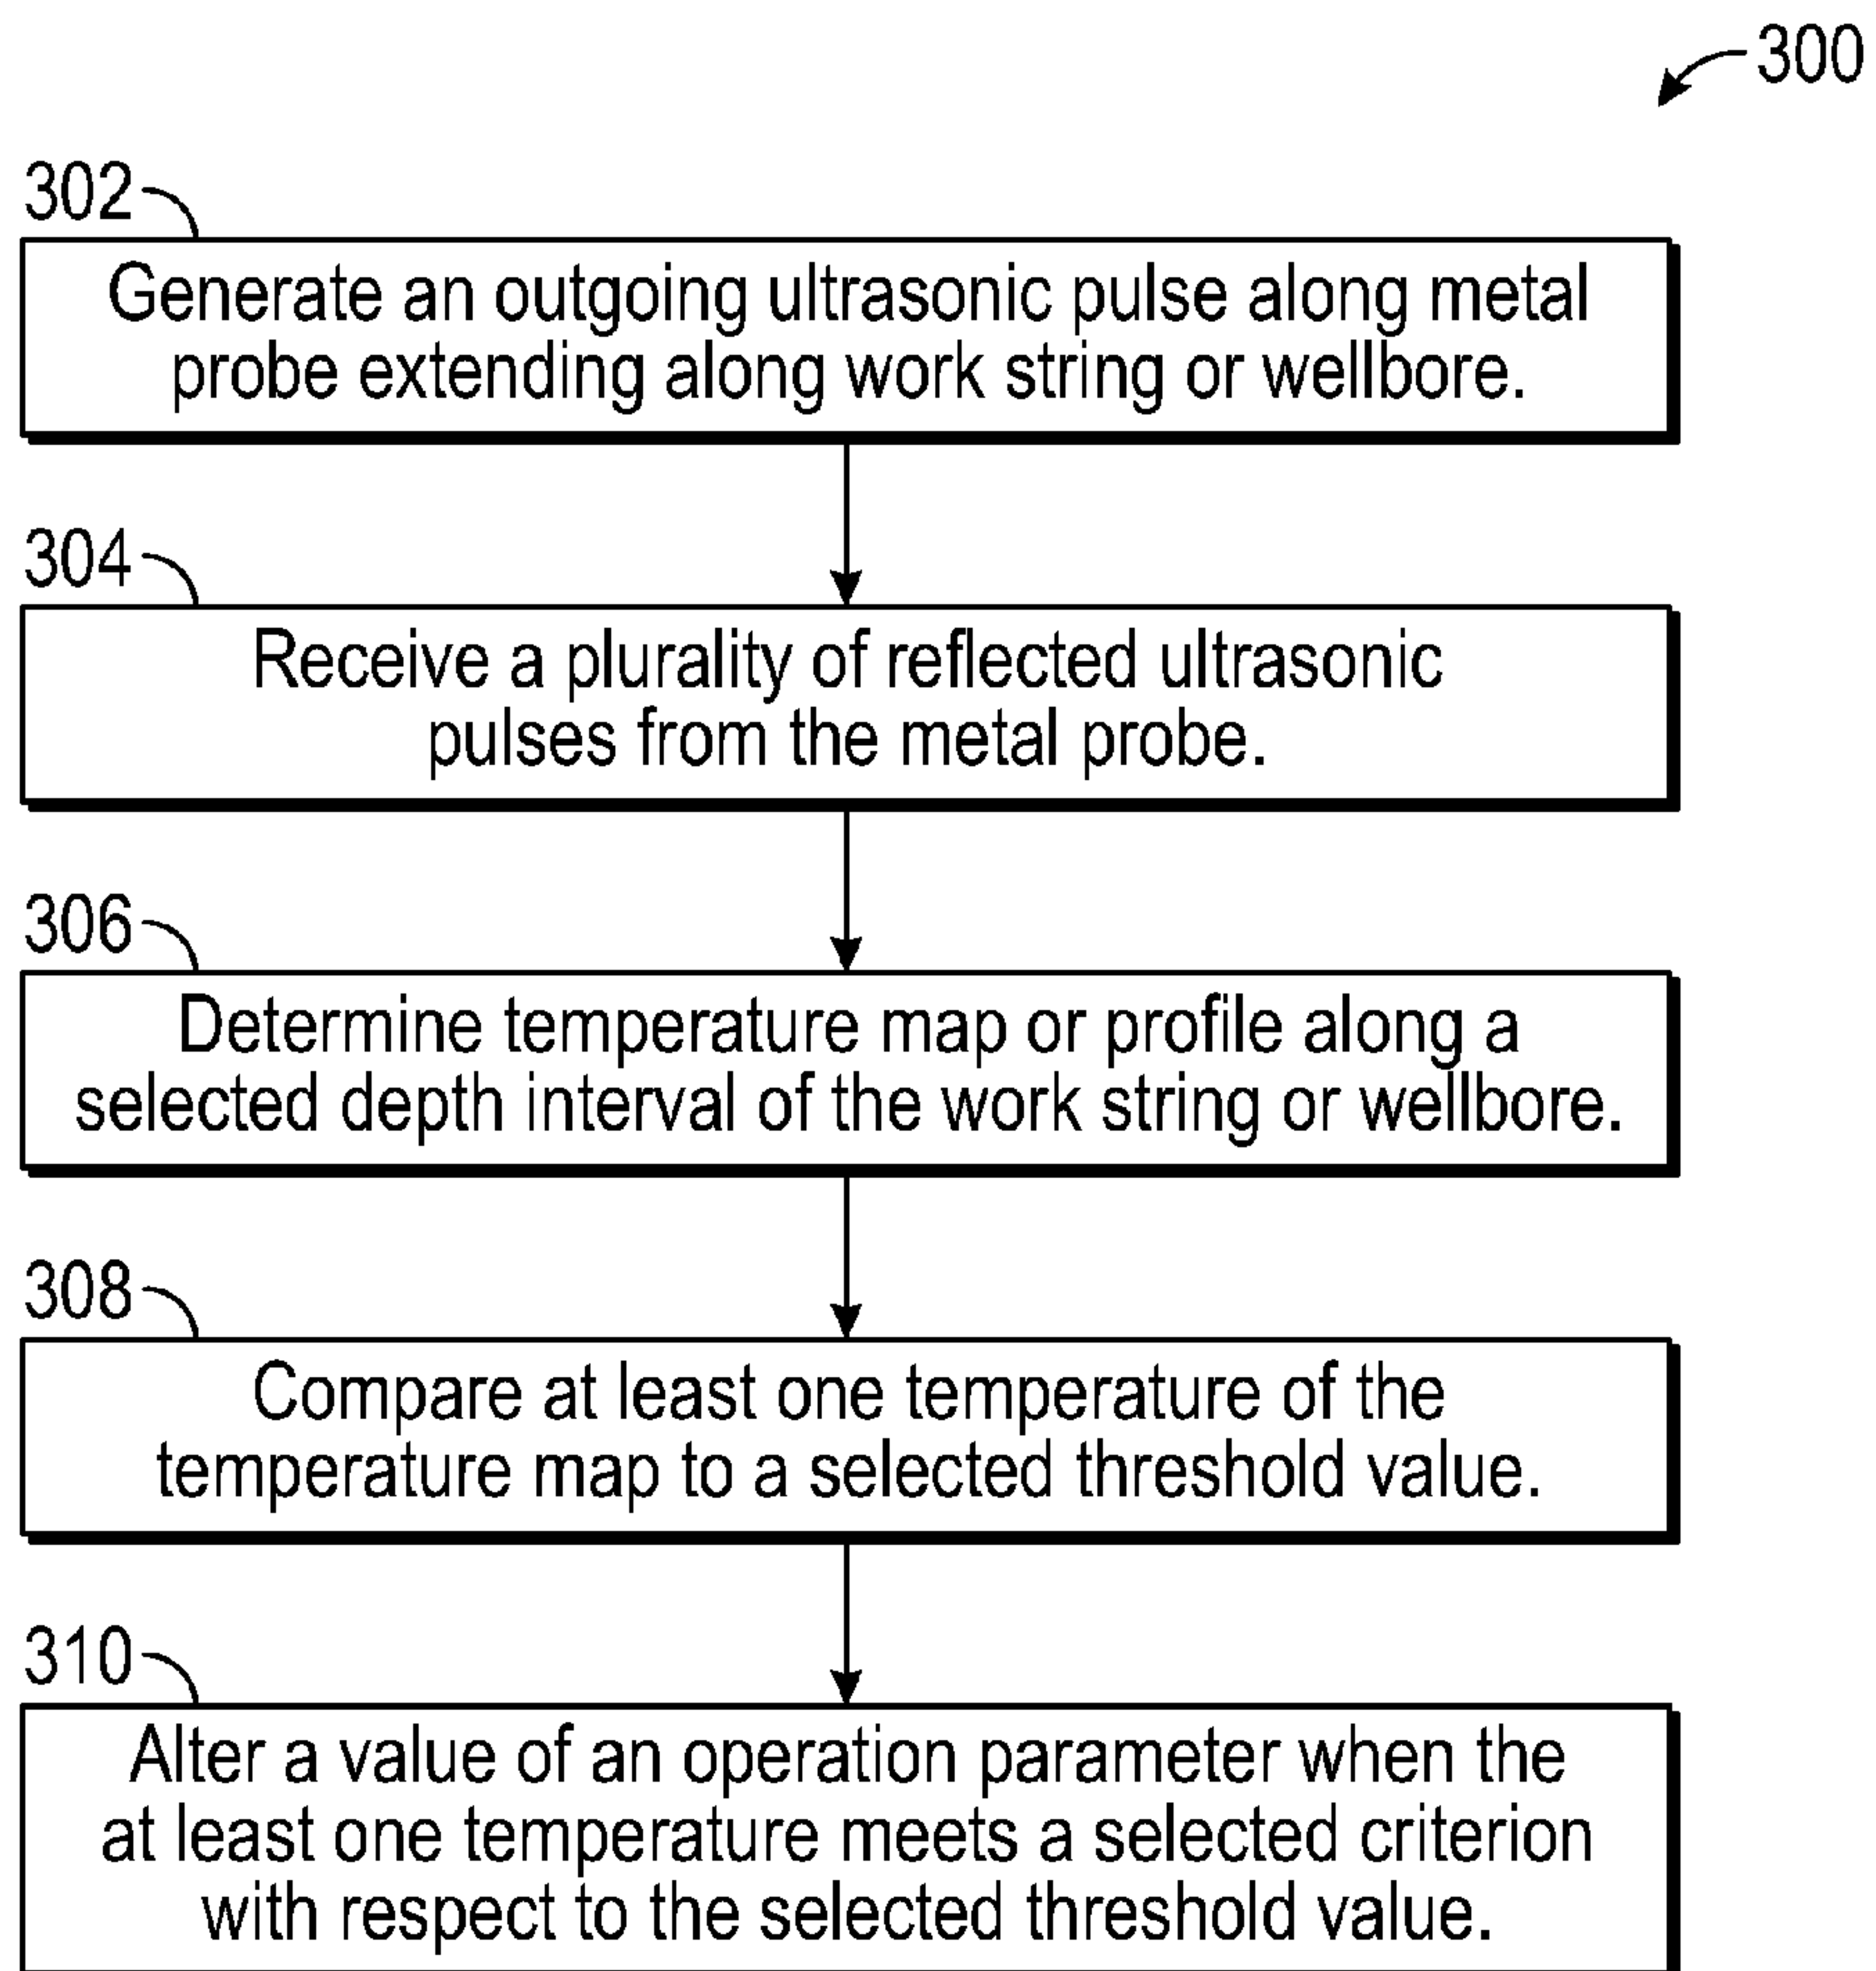 300
302
Generate an outgoing ultrasonic pulse along metal
probe extending along work string or wellbore.
304
Receive a plurality of reflected ultrasonic
pulses from the metal probe.
306
Determine temperature map or profile along a
selected depth interval of the work string or wellbore.
308
Compare at least one temperature of the
temperature map to a selected threshold value.
310
Alter a value of an operation parameter when the
at least one temperature meets a selected criterion
with respect to the selected threshold value.